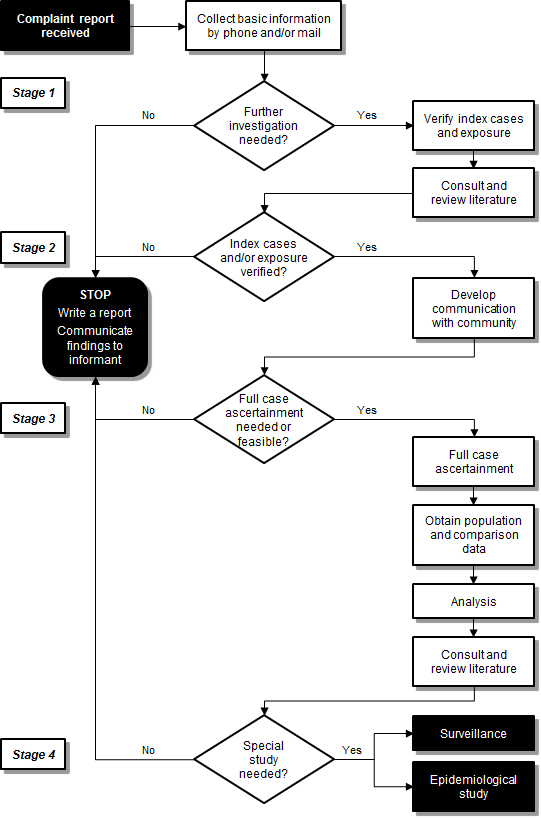 Complaint report
received
Collect basic information
by phone and/or mail
Stage 1
Further
investigation
needed?
No
Yes
Verify index cases
and exposure
Consult and
review literature
Stage 2
Index cases
and/or exposure
verified?
No
Yes
STOP
Write a report
Communicate
findings to
informant
Develop
communication
with community
Stage 3
Full case
ascertainment
needed or
feasible?
No
Yes
Full case
ascertainment
Obtain population
and comparison
data
Analysis
Consult and
review literature
Stage 4
Special
study
needed?
No
Yes
Surveillance
Epidemiological
study